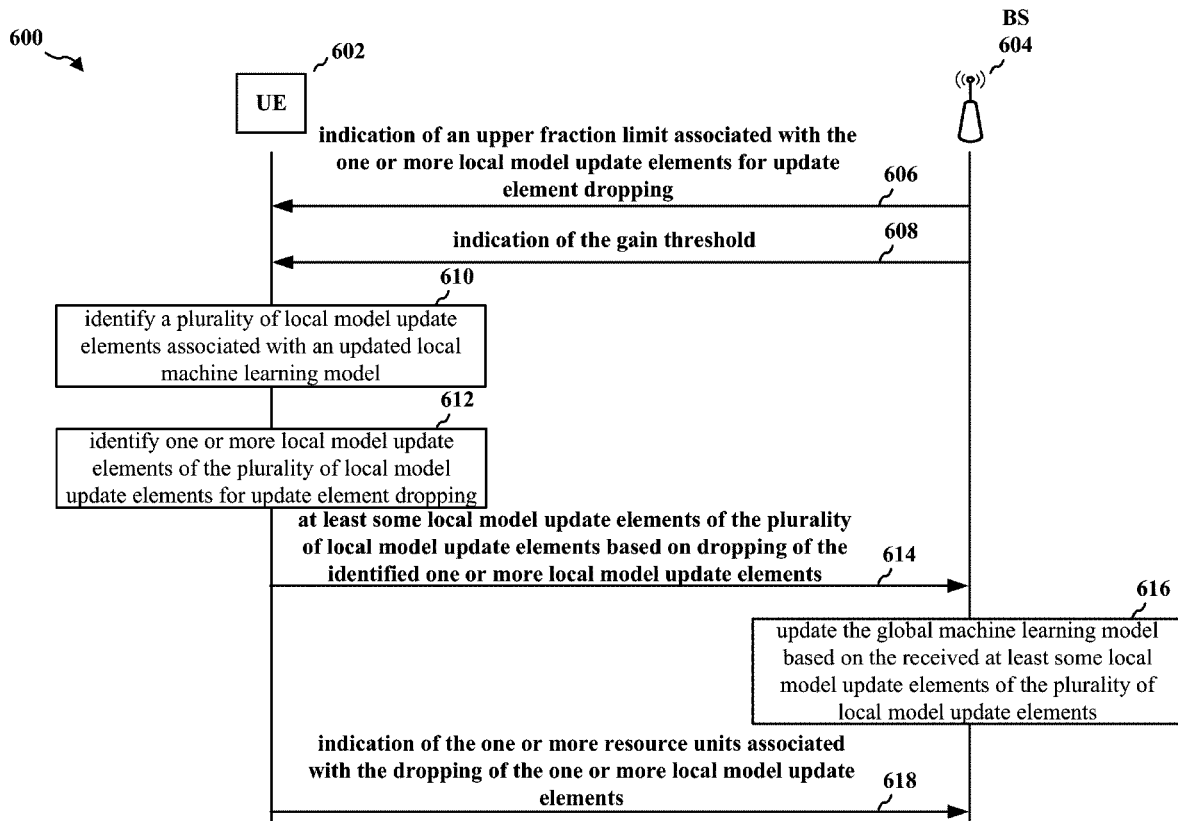 600
602
BS
604
UE
indication of an upper fraction limit associated with the
one or more local model update elements for update
element dropping
606
indication of the gain threshold
608
610
identify a plurality of local model update
elements associated with an updated local
machine learning model
612
identify one or more local model update
elements of the plurality of local model
update elements for update element dropping
at least some local model update elements of the plurality
of local model update elements based on dropping of the
identified one or more local model update elements
614
616
update the global machine learning model
based on the received at least some local
model update elements of the plurality of
local model update elements
indication of the one or more resource units associated
with the dropping of the one or more local model update
elements
618